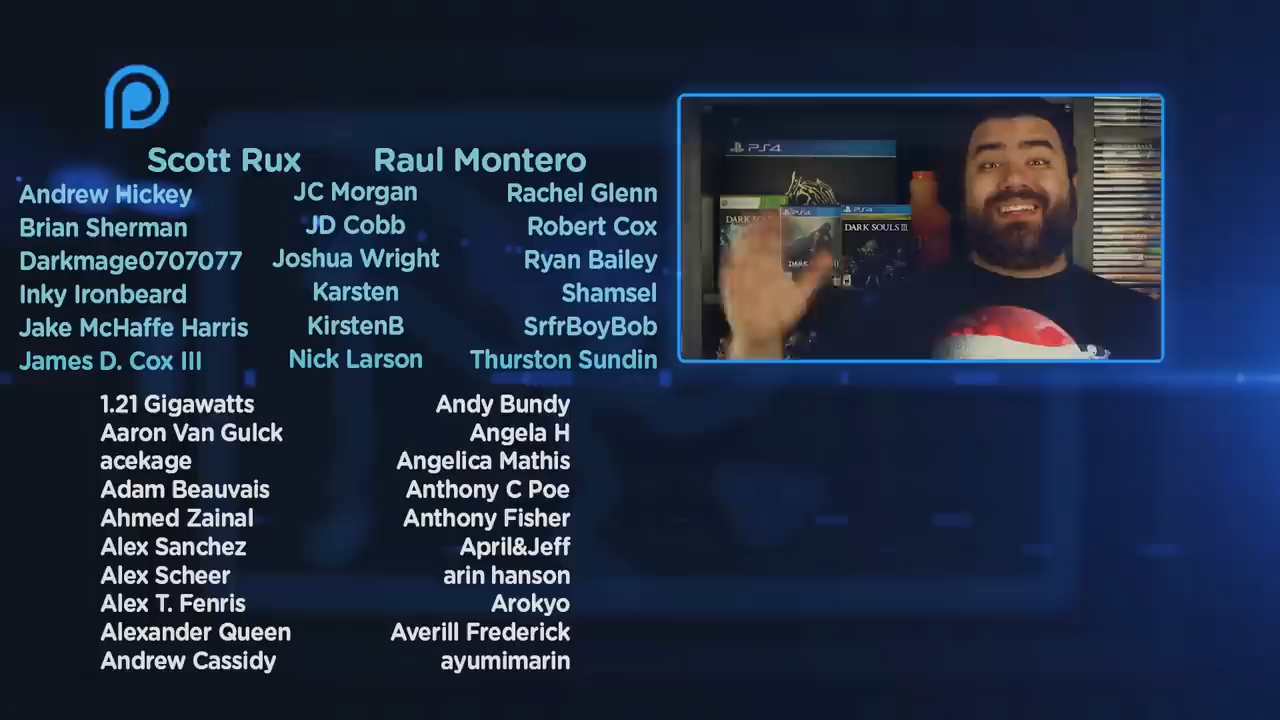 Scott Rux Raul Montero
Andrew Hickey JC Morgan Rachel Glenn
Brian Sherman JD Cobb Robert Cox
Darkmage0707077 Joshua Wright Ryan Bailey
Inky Ironbeard Karsten Shamsel
Jake McHaffe Harris KirstenB SrfrBoyBob
James D. Cox III Nick Larson Thurston Sundin
1.21 Gigawatts Andy Bundy
Aaron Van Gulck Angela H
acekage Angelica Mathis
Adam Beauvais Anthony C Poe
Ahmed Zainal Anthony Fisher
Alex Sanchez April&Jeff
Alex Scheer arin hanson
Alex T. Fenris Arokyo
Alexander Queen Averill Frederick
Andrew Cassidy ayumimarin
PS4
PS4 PS4
DARK DARK SOULS III